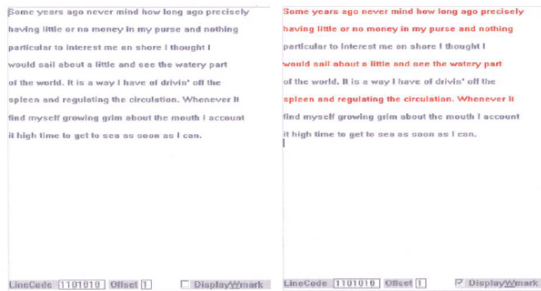 Some years ago never mind how long ago precisely
having little or no money in my purse and nothing
particular to interest me on shore I thought I
would sail about a little and see the watery part
of the world. It is a way I have of drivin' off the
spleen and regulating the circulation. Whenever it
find myself growing grim about the mouth I account
it high time to get to sea as soon as I can.
LineCode 1101010 Offset 1 DisplayWmark
Some years ago never mind how long ago precisely
having little or no money in my purse and nothing
particular to interest me on shore I thought I
would sail about a little and see the watery part
of the world. It is a way I have of drivin' off the
spleen and regulating the circulation. Whenever it
find myself growing grim about the mouth I account
it high time to get to sea as soon as I can.
LineCode 1101010 Offset 1 DisplayWmark